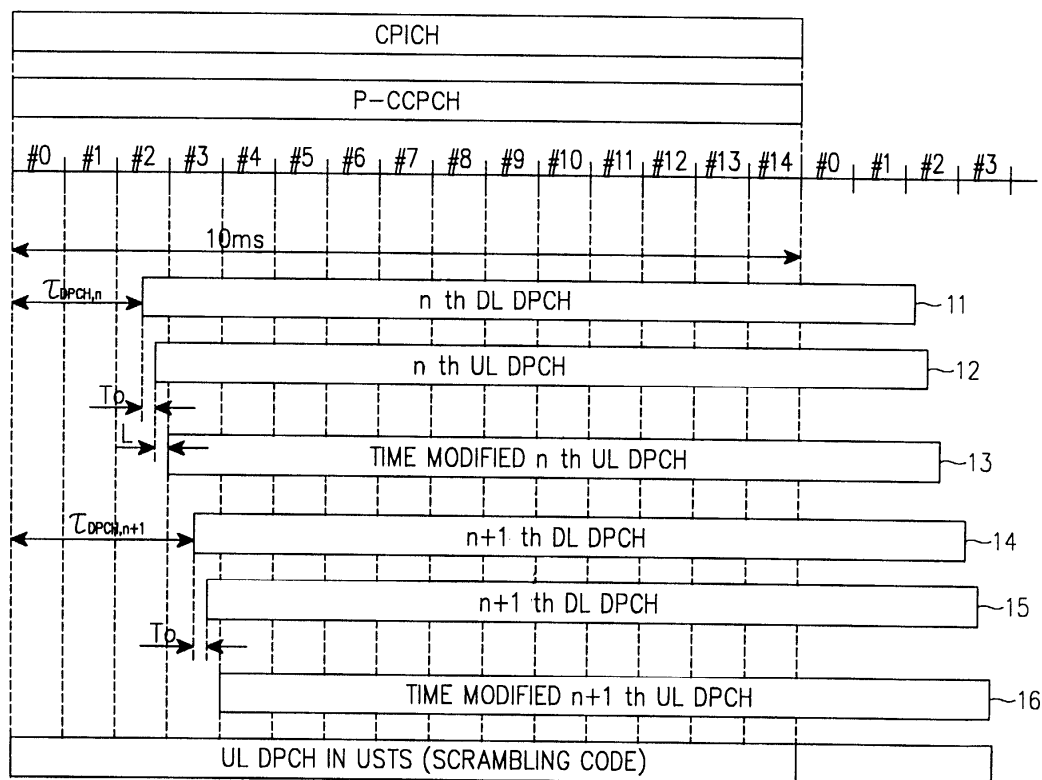 CPICH
P-CCPCH
#0 #1 #2 #3 #4 #5 #6 #7 #8 #9 #10 #11 #12 #13 #14 #0 #1 #2 #3
10ms
τDPCH,n
n th DL DPCH
11
n th UL DPCH
12
To
L
TIME MODIFIED n th UL DPCH
13
τDPCH,n+1
n+1 th DL DPCH
14
n+1 th DL DPCH
15
To
TIME MODIFIED n+1 th UL DPCH
16
UL DPCH IN USTS (SCRAMBLING CODE)